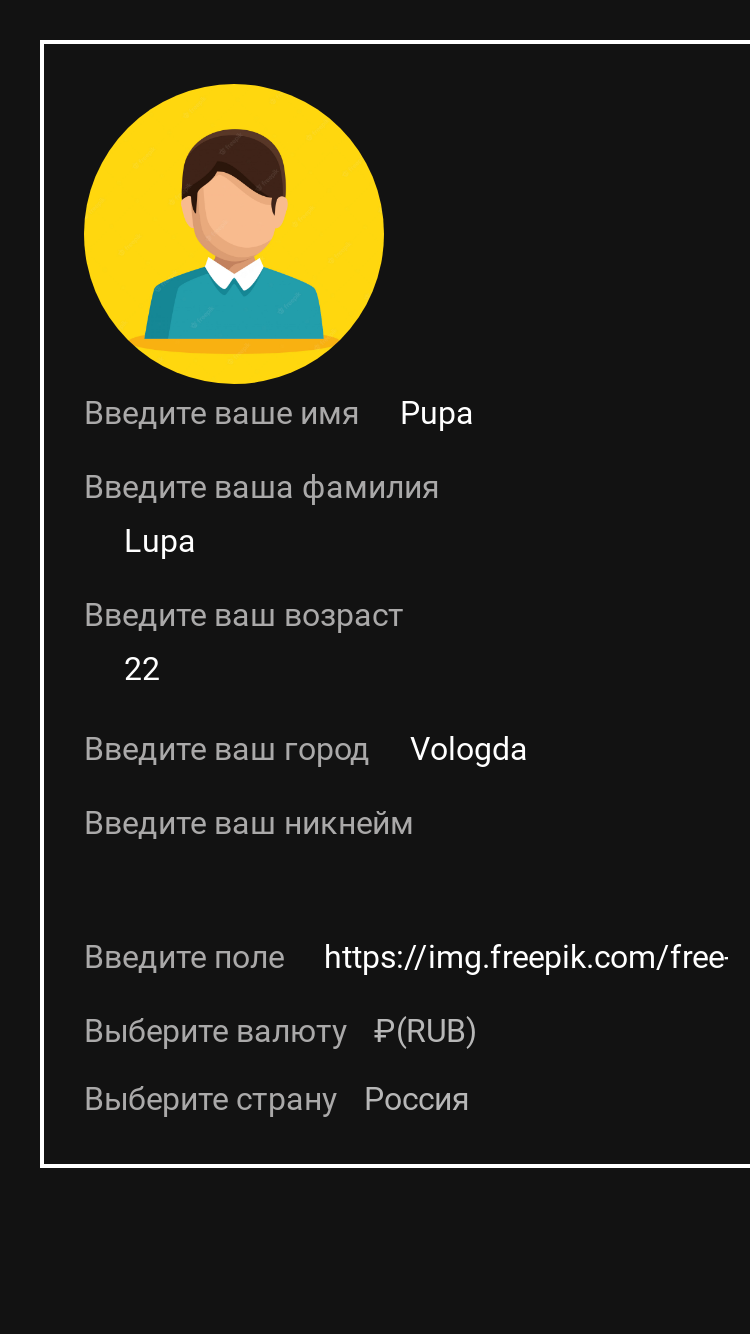 Введите ваше имя Pupa
Введите ваша фамилия
Lupa
Введите ваш возраст
22
Введите ваш город Vologda
Введите ваш никнейм
Введите поле https://img.freepik.com/free-
Выберите валюту ₽(RUB)
Выберите страну Россия